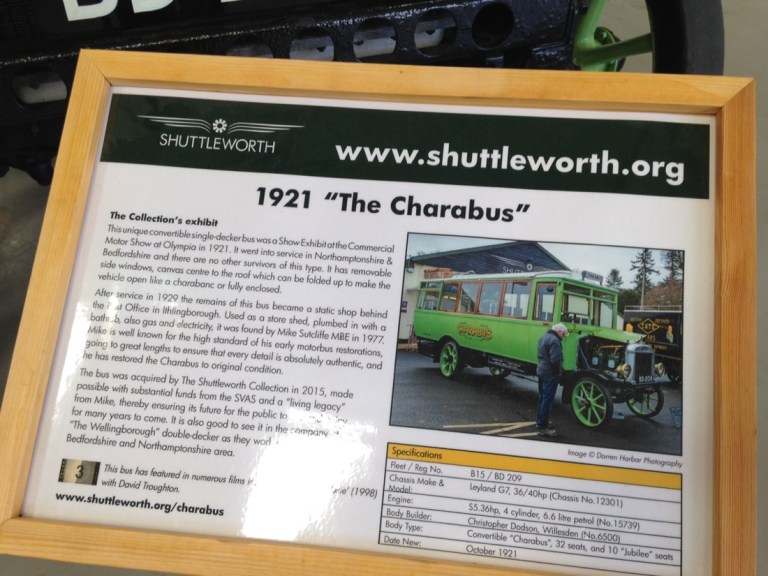 SHUTTLEWORTH
www.shuttleworth.org
1921 "The Charabus"
The Collection's exhibit
This unique convertible single-decker bus was a Show Exhibit at the Commercial
Motor Show at Olympia in 1921. It went into service in Northamptonshire &
Bedfordshire and there are no other survivors of this type. It has removable
side windows, canvas centre to the roof which can be folded up to make the
vehicle open like a charabanc or fully enclosed.
After service in 1929 the remains of this bus became a static shop behind
the Post Office in Ithlingborough. Used as a store shed, plumbed in with a
bathtub, also gas and electricity, it was found by Mike Sutcliffe MBE in 1977.
Mike is well known for the high standard of his early motorbus restorations,
going to great lengths to ensure that every detail is absolutely authentic, and
he has restored the Charabus to original condition.
The bus was acquired by The Shuttleworth Collection in 2015, made
possible with substantial funds from the SVAS and a "living legacy"
from Mike, thereby ensuring its future for the public to
for many years to come. It is also good to see it in the company of
"The Wellingborough" double-decker as they
Bedfordshire and Northamptonshire area.
3
This bus has featured in numerous films (1998)
with David Troughton.
www.shuttleworth.org/charabus
Image © Darren Harbar Photography
Specifications
Fleet / Reg No. B15 / BD 209
Chassis Make & Model: Leyland G7, 36/40hp (Chassis No.12301)
Engine: S5.36hp, 4 cylinder, 6.6 litre petrol (No.15739)
Body Builder: Christopher Dodson, Willesden (No.6500)
Body Type: Convertible "Charabus", 32 seats, and 10 "Jubilee" seats
Date New: October 1921